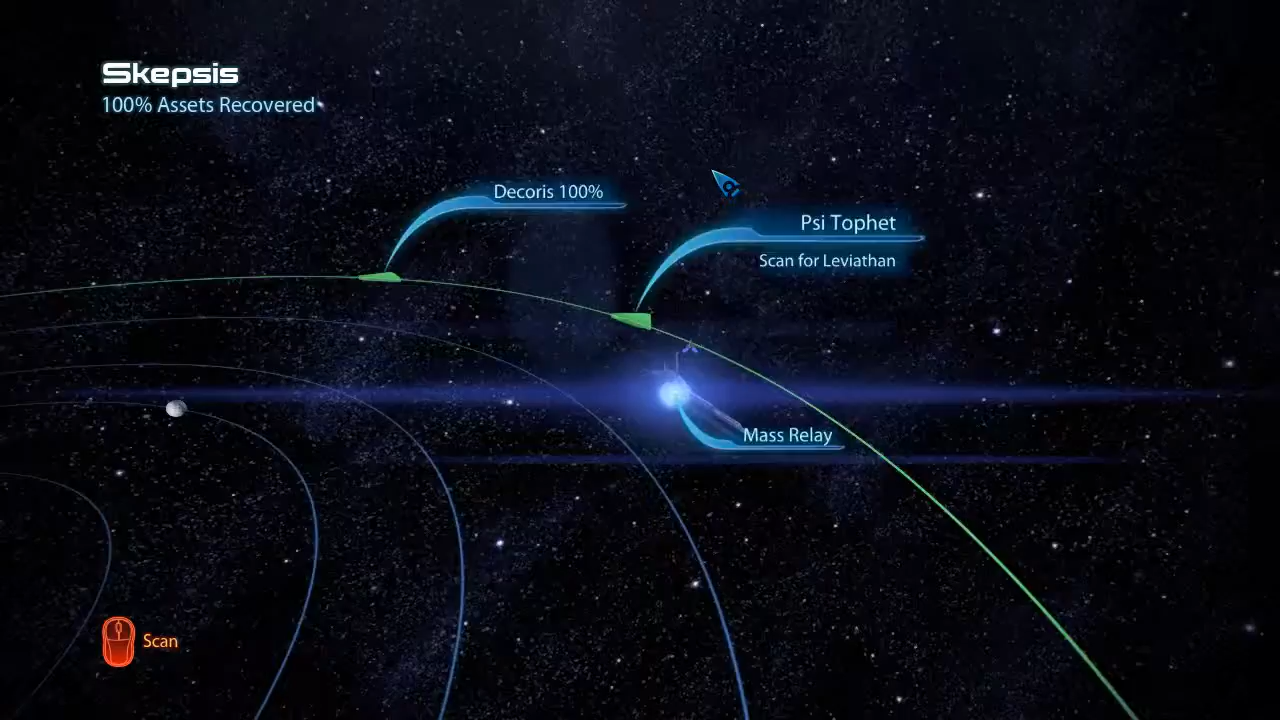 Skepsis
100% Assets Recovered
Decoris 100%
Psi Tophet
Scan for Leviathan
Mass Relay
Scan